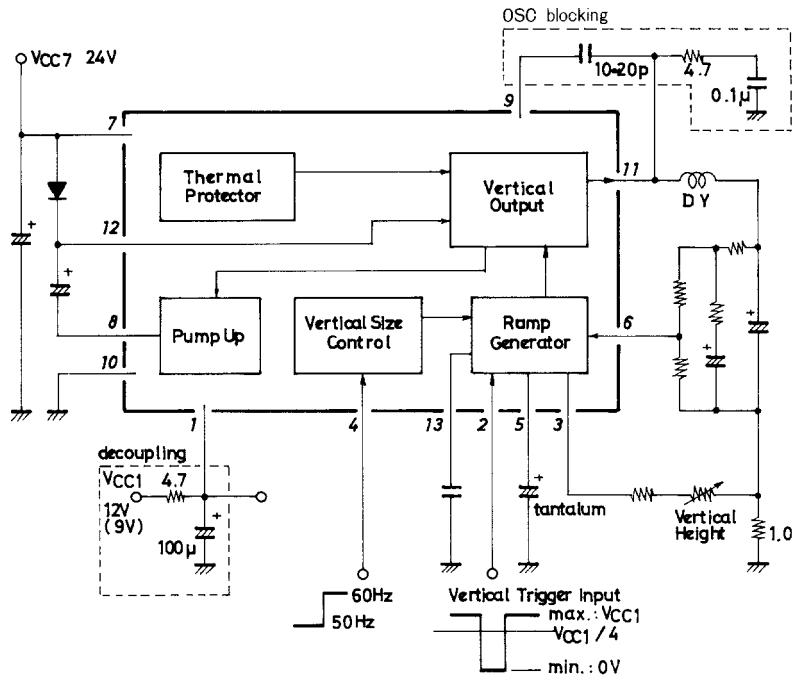 OSC blocking
VCC7 24V
10-20p
4.7
0.1µ
9
7
11
Thermal
Protector
Vertical
Output
DY
12
+
+
8
Pump Up
Vertical Size
Control
Ramp
Generator
6
+
+
10
1
4
13
2
5
3
decoupling
VCC1 4.7
12V
(9V)
+
100µ
+
tantalum
Vertical
Height
1.0
60Hz
50Hz
Vertical Trigger Input
max.: VCC1
VCC1/4
min.: 0V